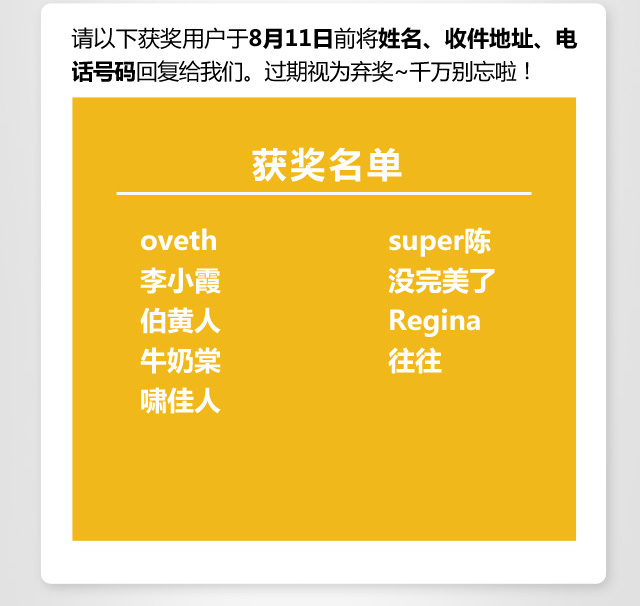 请以下获奖用户于8月11日前将姓名、收件地址、电
话号码回复给我们。过期视为弃奖~千万别忘啦！
获奖名单
oveth
李小霞
伯黄人
牛奶棠
啸佳人
super陈
没完美了
Regina
往往